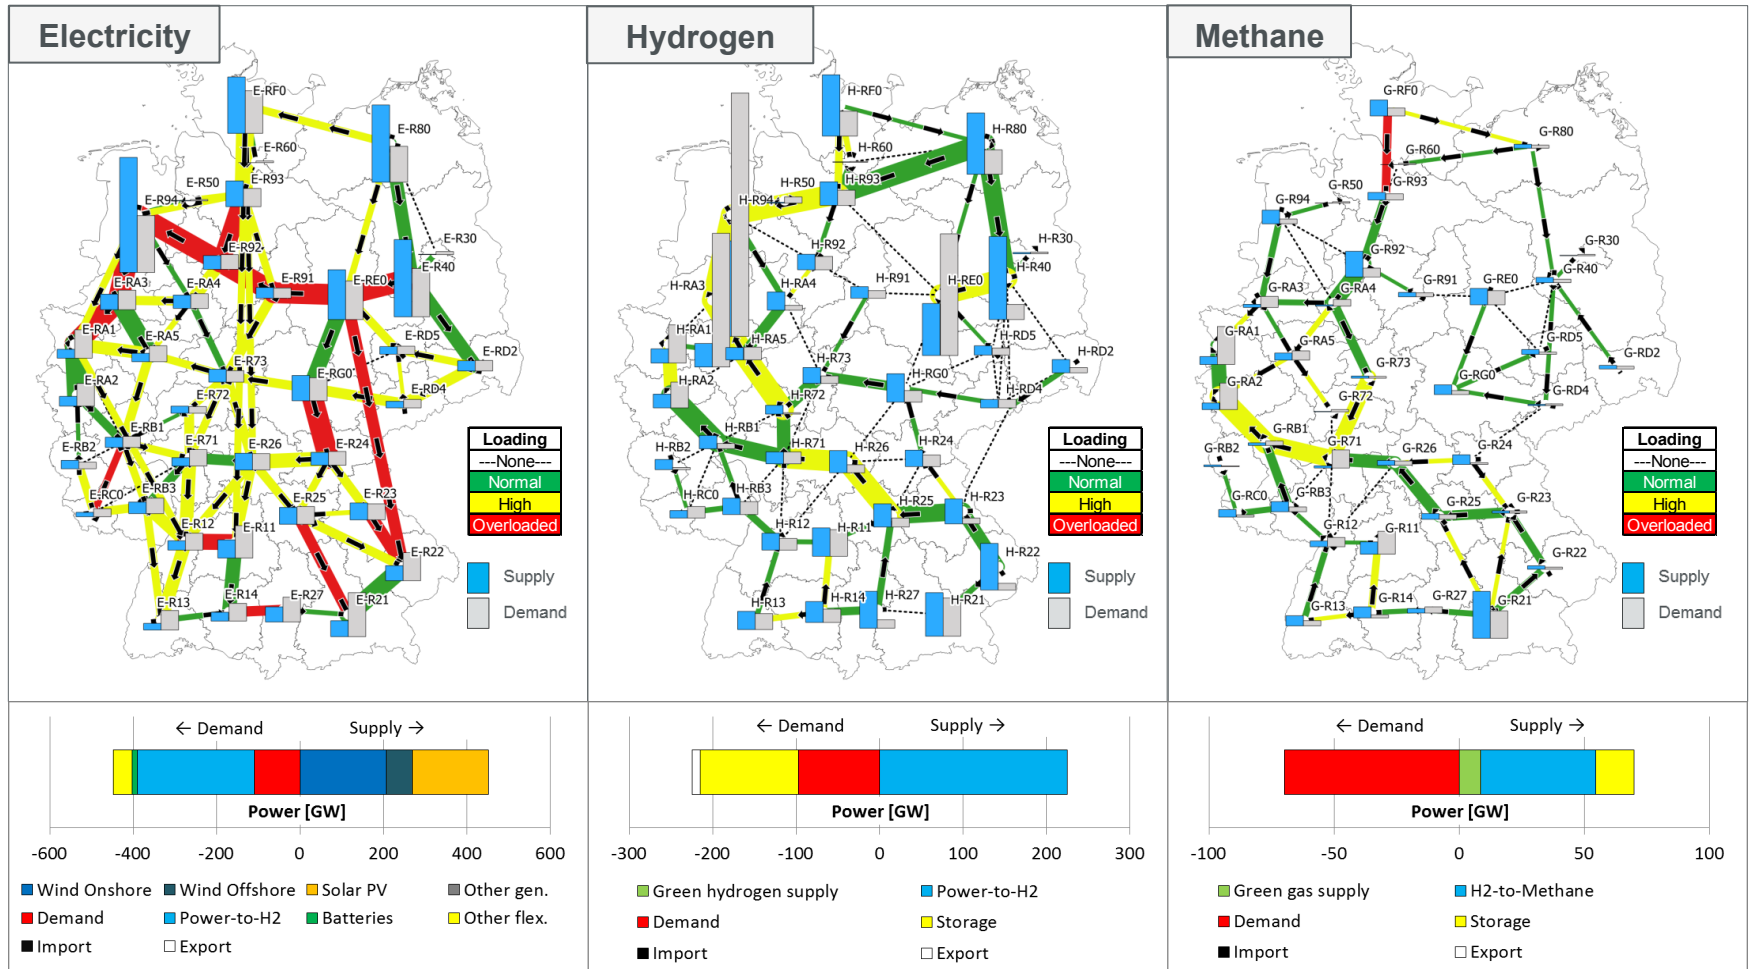 Electricity
E-RF0
E-R80
E-R60
E-R50
E-R93
E-R94
E-R30
E-R92
E-R40
E-R91
E-RE0
E-RA3
E-RA4
E-RA1
E-RA5
E-RD5
E-RD2
E-R73
E-RG0
E-RA2
E-RD4
E-R72
E-RB1
E-RB2
E-R71
E-R26
E-R24
E-RC0
E-RB3
E-R25
E-R23
E-R12
E-R11
E-R22
E-R13
E-R14
E-R27
E-R21
Loading
---None---
Normal
High
Overloaded
Supply
Demand
Hydrogen
H-RF0
H-R80
H-R60
H-R50
H-R93
H-R94
H-R30
H-R92
H-R40
H-R91
H-RE0
H-RA3
H-RA4
H-RA1
H-RA5
H-RD5
H-RD2
H-R73
H-RG0
H-RA2
H-RD4
H-R72
H-RB1
H-RB2
H-R71
H-R26
H-R24
H-RC0
H-RB3
H-R25
H-R23
H-R12
H-R11
H-R22
H-R13
H-R14
H-R27
H-R21
Loading
---None---
Normal
High
Overloaded
Supply
Demand
Methane
G-RF0
G-R80
G-R60
G-R50
G-R93
G-R94
G-R30
G-R92
G-R40
G-R91
G-RE0
G-RA3
G-RA4
G-RA1
G-RA5
G-RD5
G-RD2
G-R73
G-RG0
G-RA2
G-RD4
G-R72
G-RB1
G-RB2
G-R71
G-R26
G-R24
G-RC0
G-RB3
G-R25
G-R23
G-R12
G-R11
G-R22
G-R13
G-R14
G-R27
G-R21
Loading
---None---
Normal
High
Overloaded
Supply
Demand
← Demand Supply →
Power [GW]
-600 -400 -200 0 200 400 600
Wind Onshore Wind Offshore Solar PV Other gen.
Demand Power-to-H2 Batteries Other flex.
Import Export
← Demand Supply →
Power [GW]
-300 -200 -100 0 100 200 300
Green hydrogen supply Power-to-H2
Demand Storage
Import Export
← Demand Supply →
Power [GW]
-100 -50 0 50 100
Green gas supply H2-to-Methane
Demand Storage
Import Export